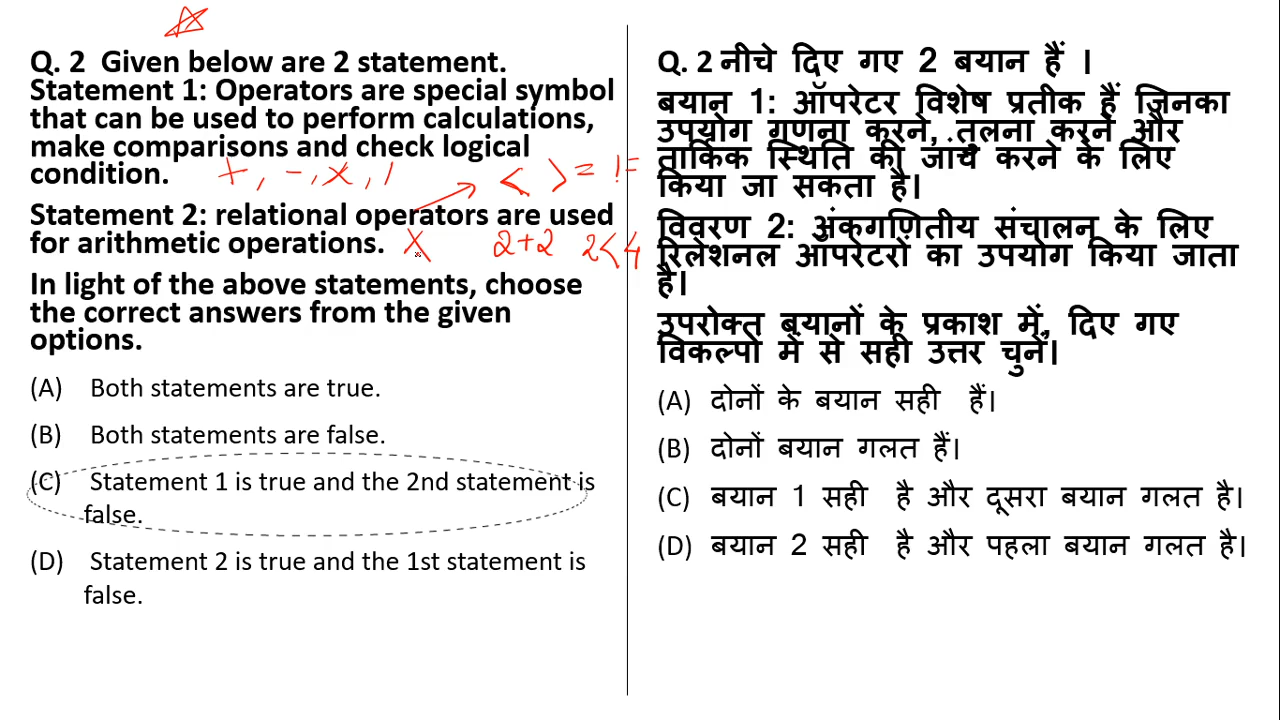 Q. 2  Given below are 2 statement.
Statement 1: Operators are special symbol
that can be used to perform calculations,
make comparisons and check logical
condition. +, -, x, /  < > = !=
Statement 2: relational operators are used
for arithmetic operations. X 2+2 2<4
In light of the above statements, choose
the correct answers from the given
options.
(A) Both statements are true.
(B) Both statements are false.
(C) Statement 1 is true and the 2nd statement is
false.
(D) Statement 2 is true and the 1st statement is
false.
Q. 2 नीचे दिए गए 2 बयान हैं ।
बयान 1: ऑपरेटर विशेष प्रतीक हैं जिनका
उपयोग गणना करने, तुलना करने और
तार्किक स्थिति की जांच करने के लिए
किया जा सकता है।
विवरण 2: अंकगणितीय संचालन के लिए
रिलेशनल ऑपरेटरों का उपयोग किया जाता
है।
उपरोक्त बयानों के प्रकाश में, दिए गए
विकल्पों में से सही उत्तर चुनें।
(A) दोनों के बयान सही हैं।
(B) दोनों बयान गलत हैं।
(C) बयान 1 सही है और दूसरा बयान गलत है।
(D) बयान 2 सही है और पहला बयान गलत है।